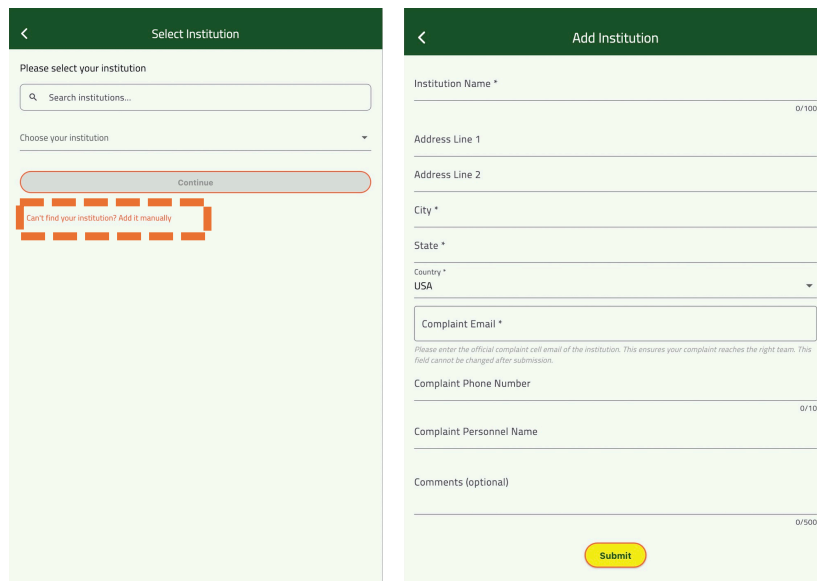 Select Institution
Please select your institution
Search institutions...
Choose your institution
Continue
Can't find your institution? Add it manually
Add Institution
Institution Name *
0/100
Address Line 1
Address Line 2
City *
State *
Country *
USA
Complaint Email *
Please enter the official complaint cell email of the institution. This ensures your complaint reaches the right team. This
field cannot be changed after submission.
Complaint Phone Number
0/10
Complaint Personnel Name
Comments (optional)
0/500
Submit